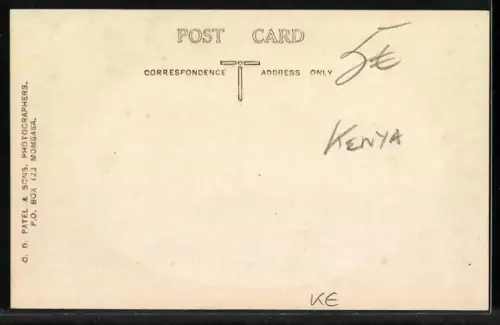 POST CARD
CORRESPONDENCE ADDRESS ONLY
5€
KENYA
C. D. PATEL & SONS. PHOTOGRAPHERS.
P.O. BOX 123 MOMBASA.
KE